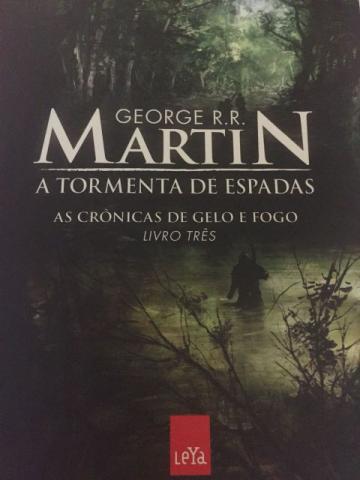 GEORGE R.R.
MARTIN
A TORMENTA DE ESPADAS
AS CRÔNICAS DE GELO E FOGO
LIVRO TRÊS
LeYa